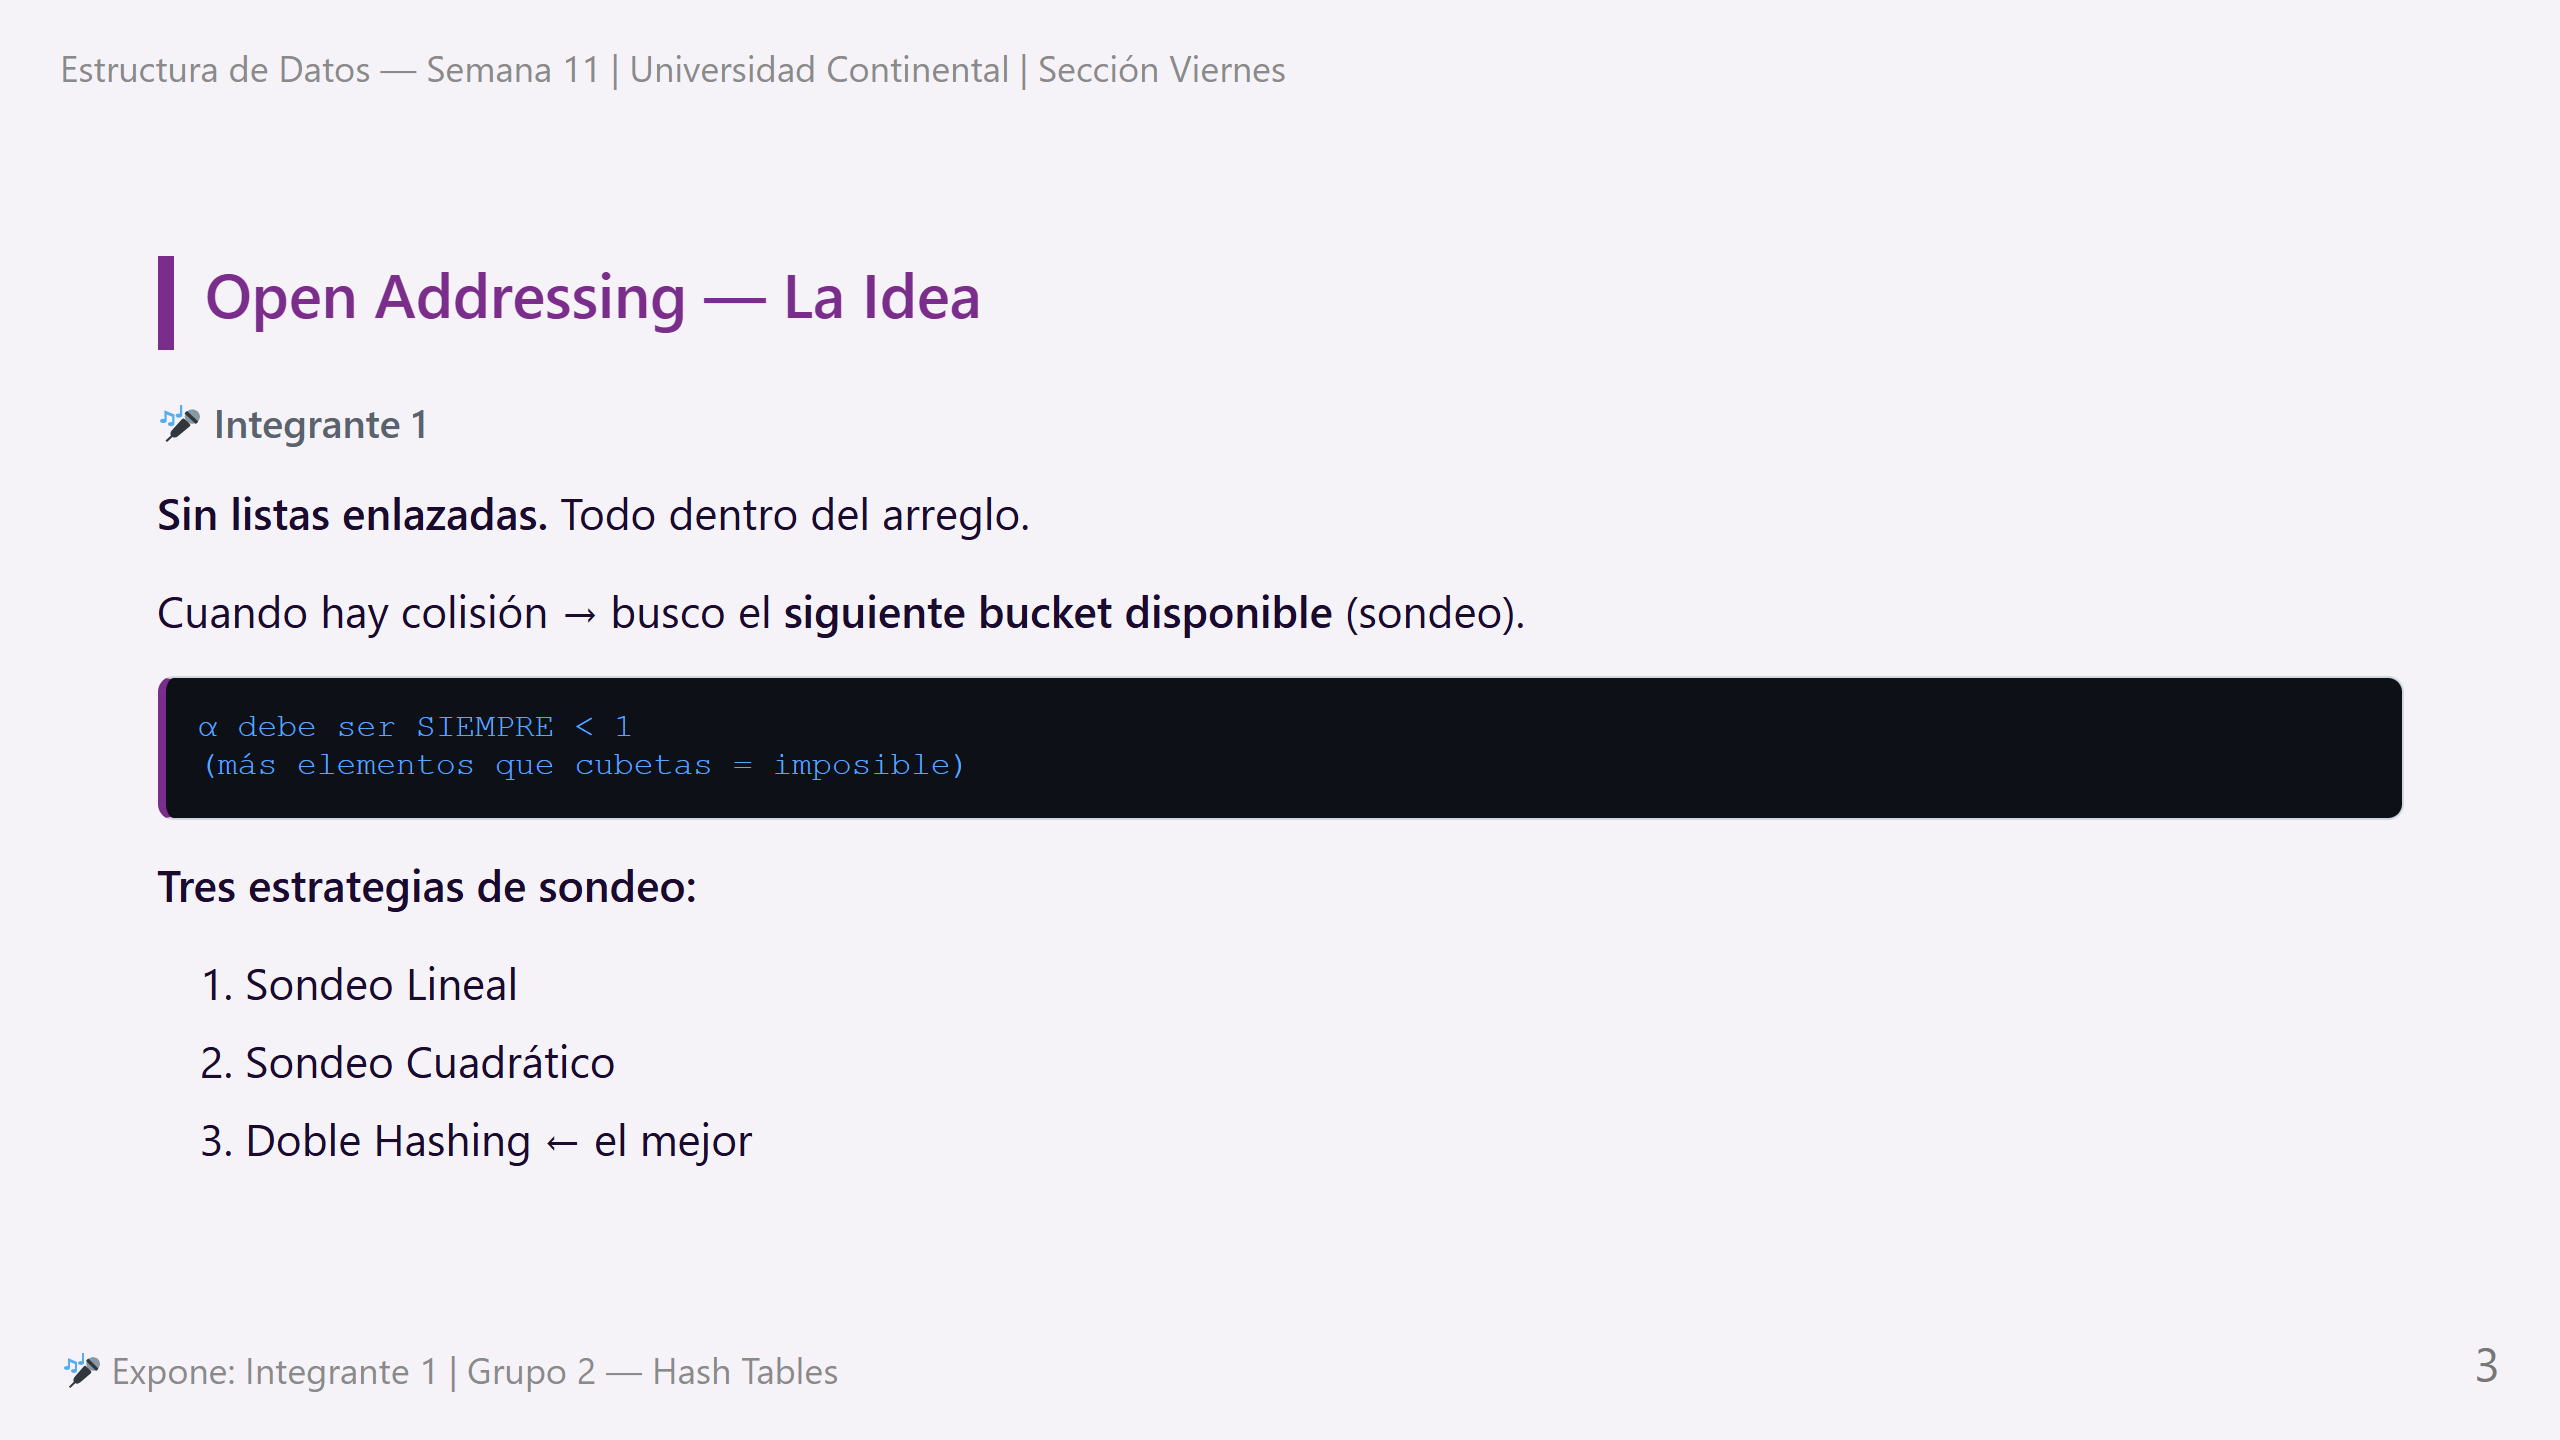 Estructura de Datos — Semana 11 | Universidad Continental | Sección Viernes
Open Addressing — La Idea
Integrante 1
Sin listas enlazadas. Todo dentro del arreglo.
Cuando hay colisión → busco el siguiente bucket disponible (sondeo).
α debe ser SIEMPRE < 1
(más elementos que cubetas = imposible)
Tres estrategias de sondeo:
1. Sondeo Lineal
2. Sondeo Cuadrático
3. Doble Hashing ← el mejor
Expone: Integrante 1 | Grupo 2 — Hash Tables
3